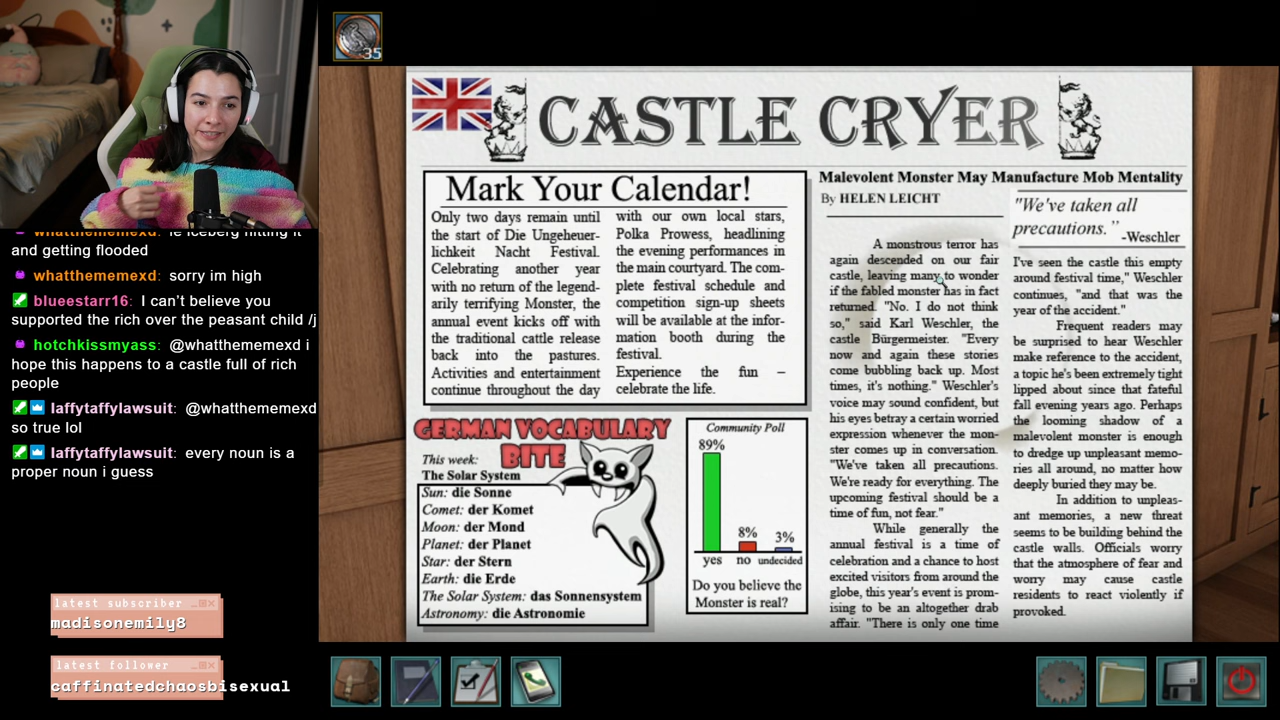 35
CASTLE CRYER
Mark Your Calendar!
Only two days remain until
the start of Die Ungeheuer-
lichkeit Nacht Festival.
Celebrating another year
with no return of the legend-
arily terrifying Monster, the
annual event kicks off with
the traditional cattle release
back into the pastures.
Activities and entertainment
continue throughout the day
with our own local stars,
Polka Prowess, headlining
the evening performances in
the main courtyard. The com-
plete festival schedule and
competition sign-up sheets
will be available at the infor-
mation booth during the
festival.
Experience the fun –
celebrate the life.
Malevolent Monster May Manufacture Mob Mentality
By HELEN LEICHT
"We've taken all
precautions."
-Weschler
A monstrous terror has
again descended on our fair
castle, leaving many to wonder
if the fabled monster has in fact
returned. "No. I do not think
so," said Karl Weschler, the
castle Bürgermeister. "Every
now and again these stories
come bubbling back up. Most
times, it's nothing." Weschler's
voice may sound confident, but
his eyes betray a certain worried
expression whenever the mon-
ster comes up in conversation.
"We've taken all precautions.
We're ready for everything. The
upcoming festival should be a
time of fun, not fear."
While generally the
annual festival is a time of
celebration and a chance to host
excited visitors from around the
globe, this year's event is prom-
ising to be an altogether drab
affair. "There is only one time
I've seen the castle this empty
around festival time," Weschler
continues, "and that was the
year of the accident."
Frequent readers may
be surprised to hear Weschler
make reference to the accident,
a topic he's been extremely tight
lipped about since that fateful
fall evening years ago. Perhaps
the looming shadow of a
malevolent monster is enough
to dredge up unpleasant memo-
ries all around, no matter how
deeply buried they may be.
In addition to unpleas-
ant memories, a new threat
seems to be building behind the
castle walls. Officials worry
that the atmosphere of fear and
worry may cause castle
residents to react violently if
provoked.
GERMAN VOCABULARY
BITE
This week:
The Solar System
Sun: die Sonne
Comet: der Komet
Moon: der Mond
Planet: der Planet
Star: der Stern
Earth: die Erde
The Solar System: das Sonnensystem
Astronomy: die Astronomie
Community Poll
89%
8%
3%
yes no undecided
Do you believe the
Monster is real?
and getting flooded
whatthememexd: sorry im high
blueestarr16: I can't believe you
supported the rich over the peasant child /j
hotchkissmyass: @whatthememexd i
hope this happens to a castle full of rich
people
laffytaffylawsuit: @whatthememexd
so true lol
laffytaffylawsuit: every noun is a
proper noun i guess
latest subscriber
madisonemily8
latest follower
caffinatedchaosbisexual